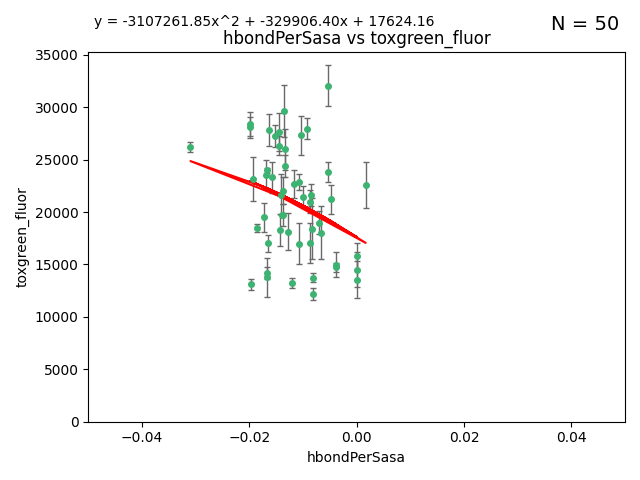 y = -3107261.85x^2 + -329906.40x + 17624.16
N = 50
hbondPerSasa vs toxgreen_fluor
35000
30000
25000
20000
15000
10000
5000
0
toxgreen_fluor
−0.04
−0.02
0.00
0.02
0.04
hbondPerSasa